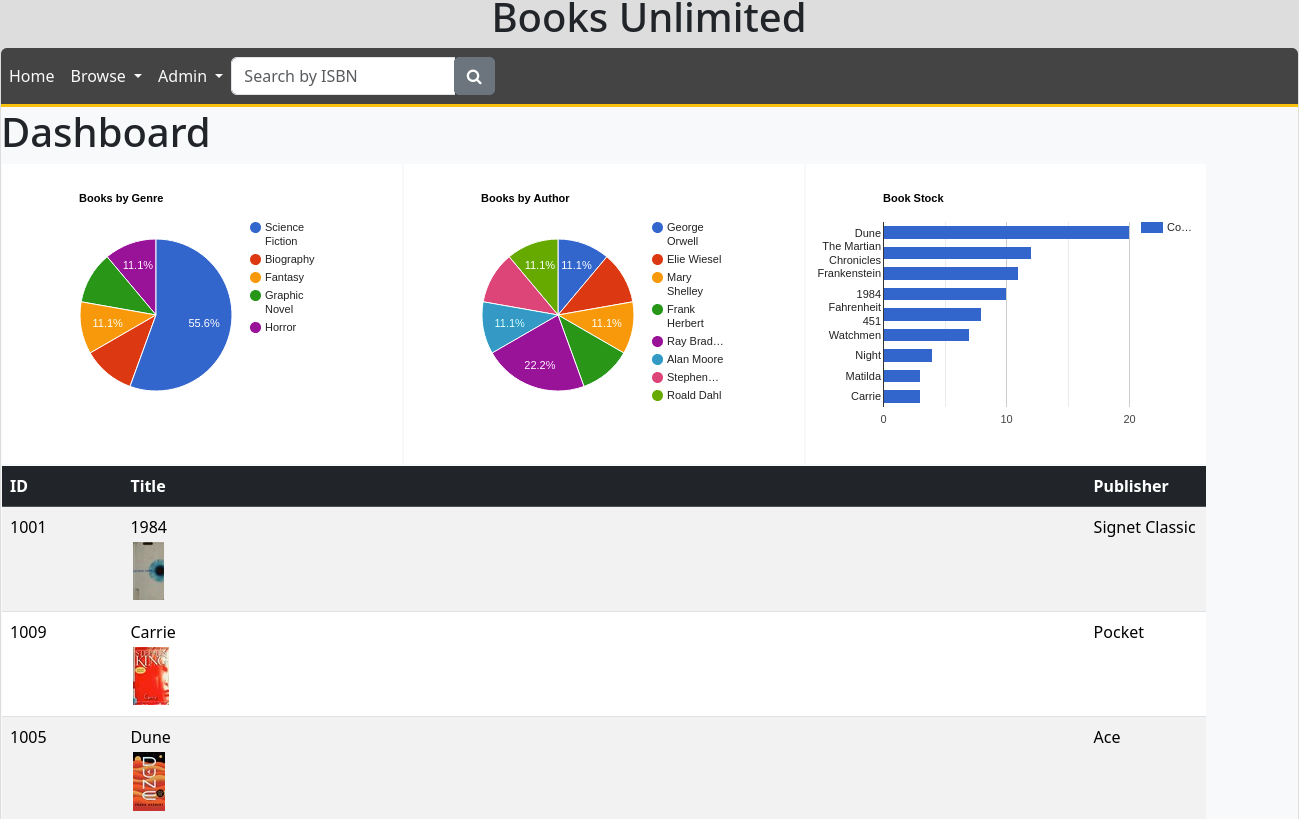 Books Unlimited
Home Browse Admin Search by ISBN
Dashboard
Books by Genre
Science
Fiction
Biography
Fantasy
Graphic
Novel
Horror
11.1%
11.1%
55.6%
Books by Author
George
Orwell
Elie Wiesel
Mary
Shelley
Frank
Herbert
Ray Brad…
Alan Moore
Stephen…
Roald Dahl
11.1% 11.1%
11.1% 11.1%
22.2%
Book Stock
Co…
Dune
The Martian
Chronicles
Frankenstein
1984
Fahrenheit
451
Watchmen
Night
Matilda
Carrie
0 10 20
ID Title Publisher
1001 1984 Signet Classic
1009 Carrie Pocket
KING
1005 Dune Ace
DUNE